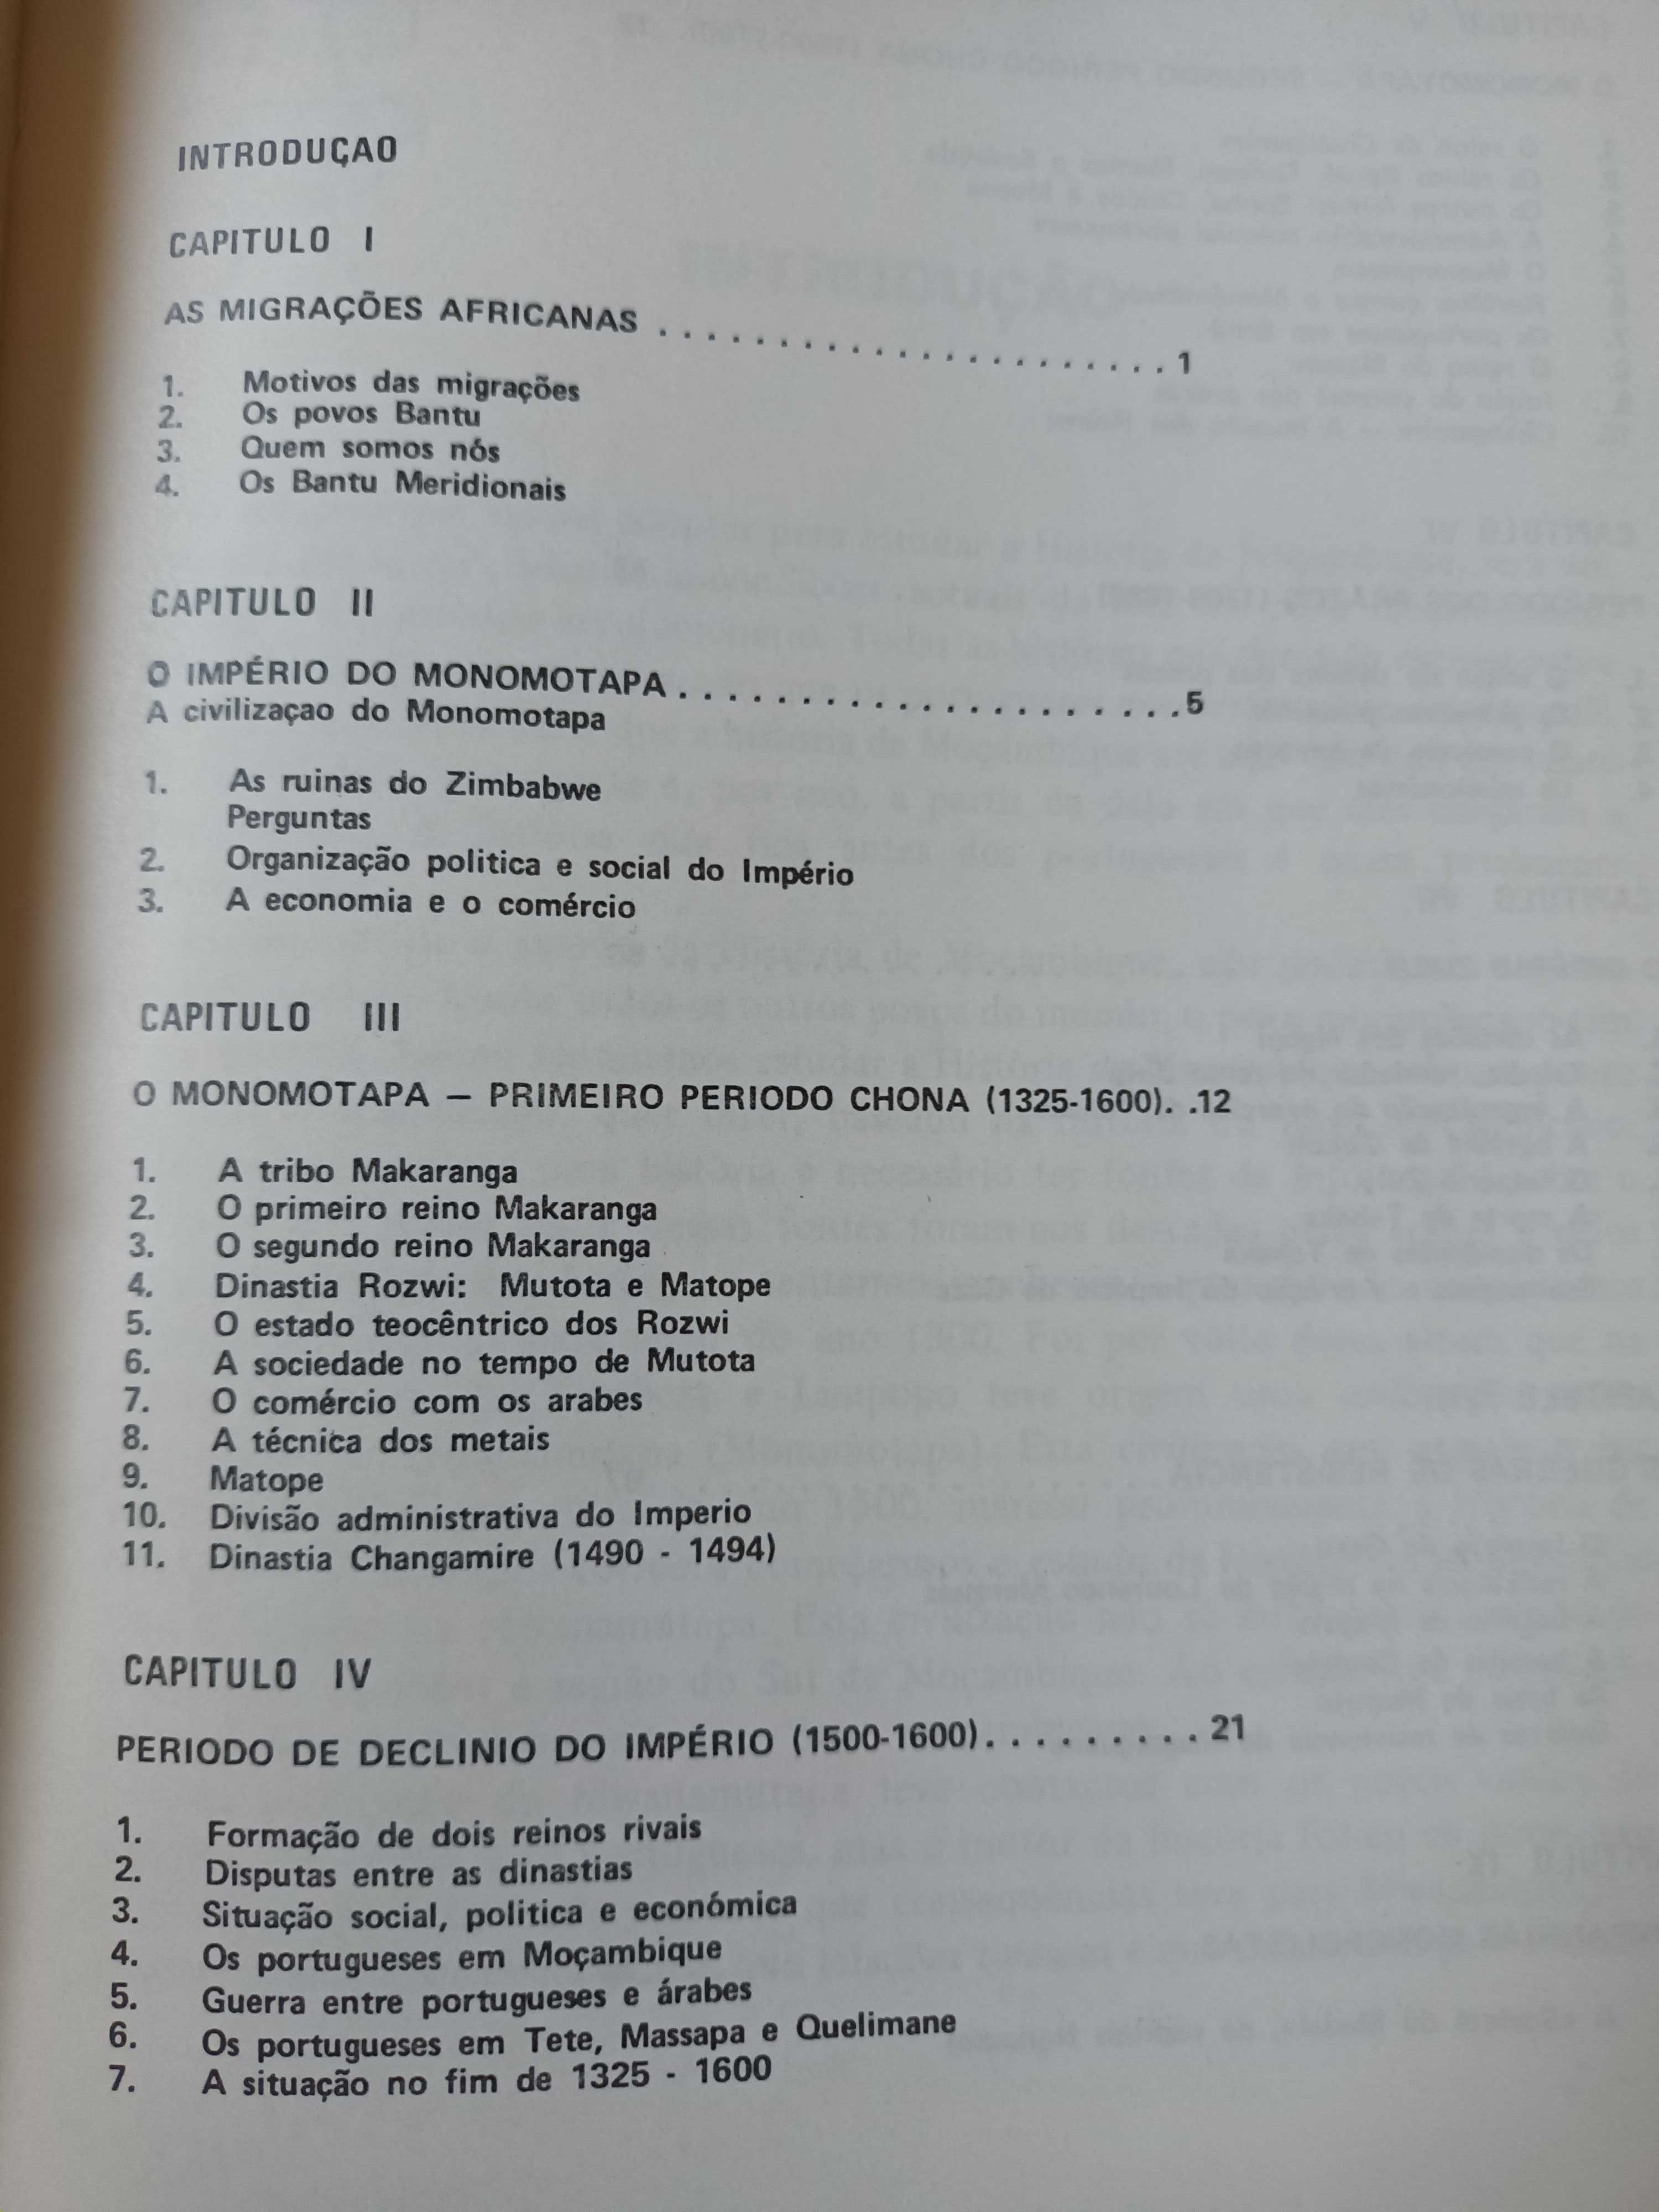 INTRODUÇAO
CAPITULO I
AS MIGRAÇÕES AFRICANAS . . . . . . . . . . . . . . . . . . . . . . 1
1. Motivos das migrações
2. Os povos Bantu
3. Quem somos nós
4. Os Bantu Meridionais
CAPITULO II
O IMPÉRIO DO MONOMOTAPA . . . . . . . . . . . . . . . . . . . . . 5
A civilizaçao do Monomotapa
1. As ruinas do Zimbabwe
Perguntas
2. Organização politica e social do Império
3. A economia e o comércio
CAPITULO III
O MONOMOTAPA — PRIMEIRO PERIODO CHONA (1325-1600). .12
1. A tribo Makaranga
2. O primeiro reino Makaranga
3. O segundo reino Makaranga
4. Dinastia Rozwi: Mutota e Matope
5. O estado teocêntrico dos Rozwi
6. A sociedade no tempo de Mutota
7. O comércio com os arabes
8. A técnica dos metais
9. Matope
10. Divisão administrativa do Imperio
11. Dinastia Changamire (1490 - 1494)
CAPITULO IV
PERIODO DE DECLINIO DO IMPÉRIO (1500-1600). . . . . . . . . 21
1. Formação de dois reinos rivais
2. Disputas entre as dinastias
3. Situação social, politica e económica
4. Os portugueses em Moçambique
5. Guerra entre portugueses e árabes
6. Os portugueses em Tete, Massapa e Quelimane
7. A situação no fim de 1325 - 1600